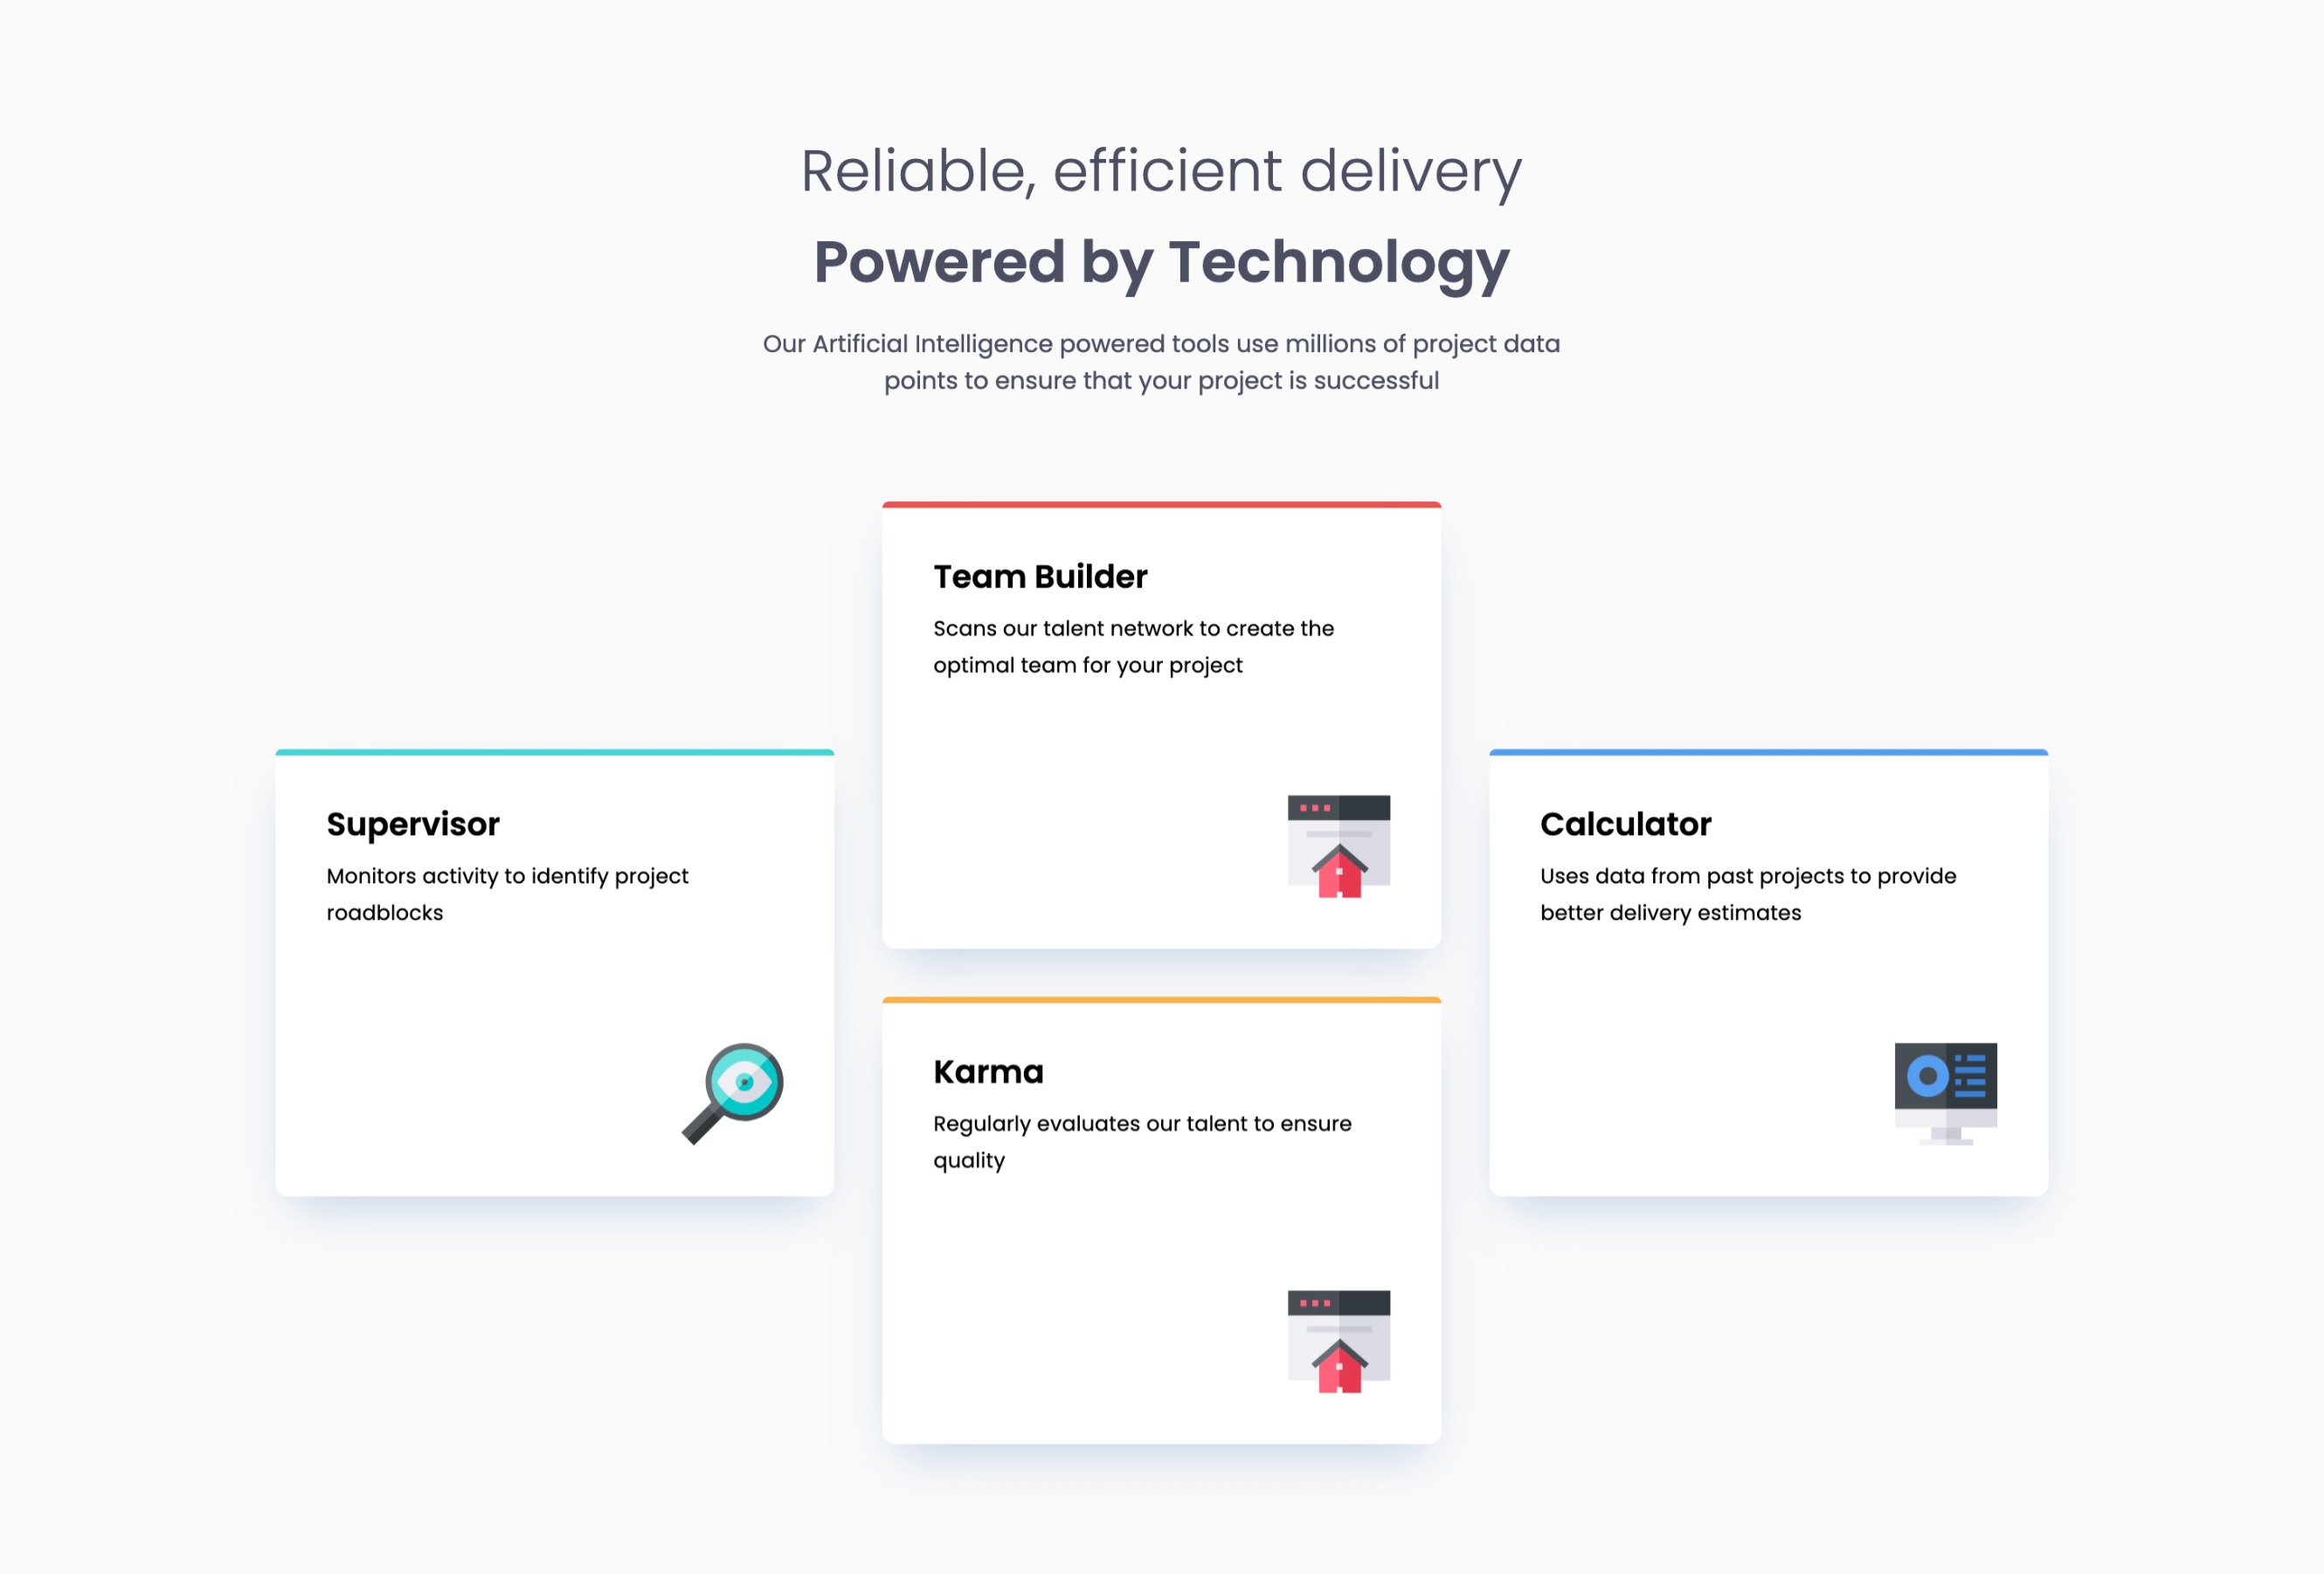 Reliable, efficient delivery
Powered by Technology
Our Artificial Intelligence powered tools use millions of project data
points to ensure that your project is successful
Team Builder
Scans our talent network to create the
optimal team for your project
Supervisor
Monitors activity to identify project
roadblocks
Calculator
Uses data from past projects to provide
better delivery estimates
Karma
Regularly evaluates our talent to ensure
quality